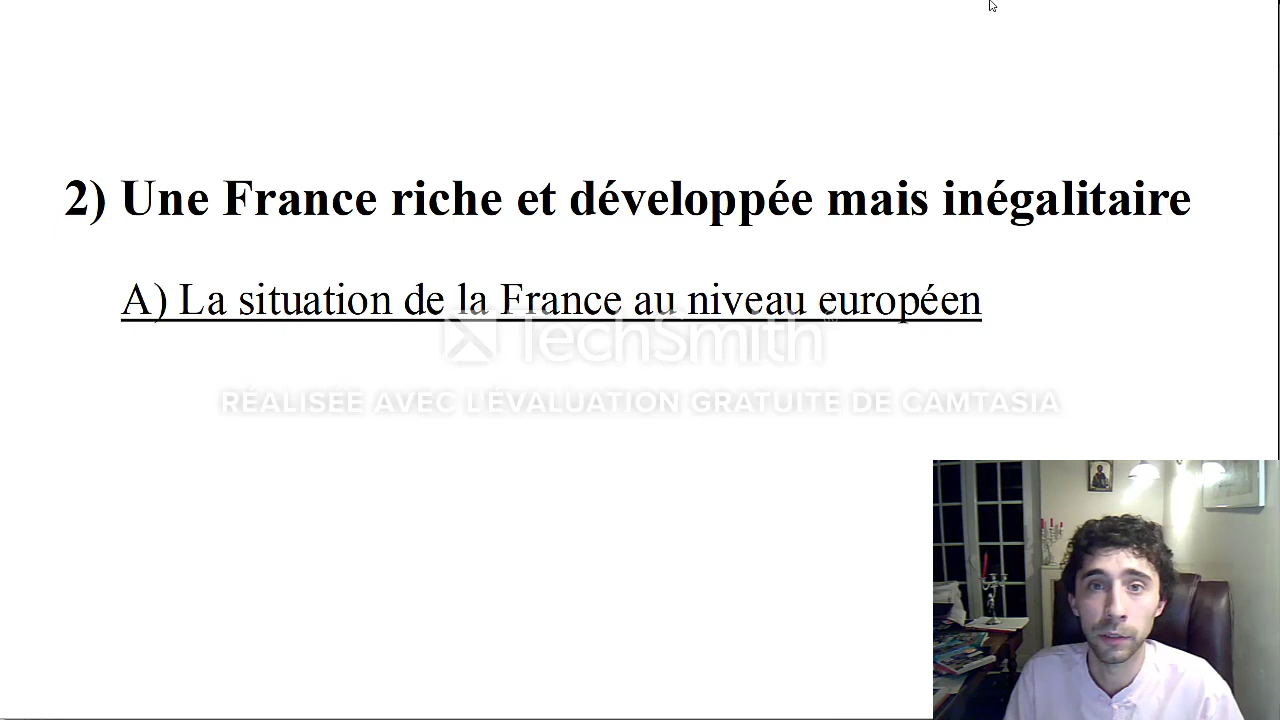 2) Une France riche et développée mais inégalitaire
A) La situation de la France au niveau européen
TechSmith
RÉALISÉE AVEC L'ÉVALUATION GRATUITE DE CAMTASIA